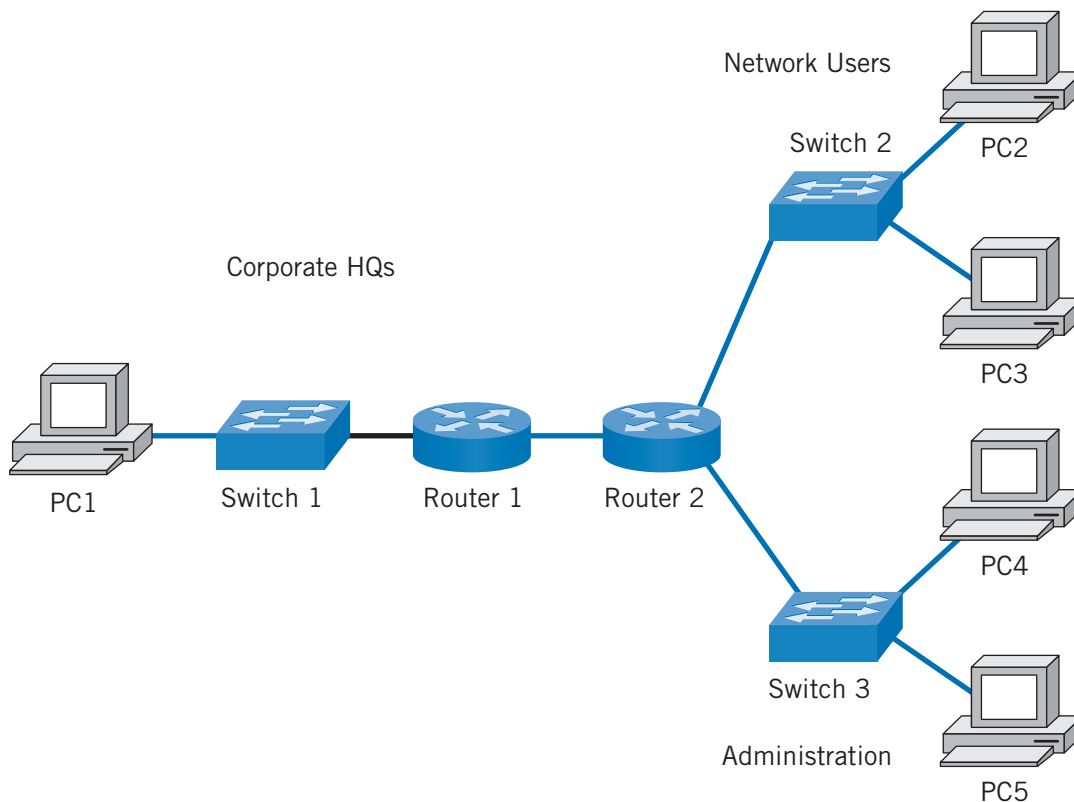 Network Users
PC2
Switch 2
Corporate HQs
PC3
PC1
Switch 1
Router 1
Router 2
PC4
Switch 3
Administration
PC5